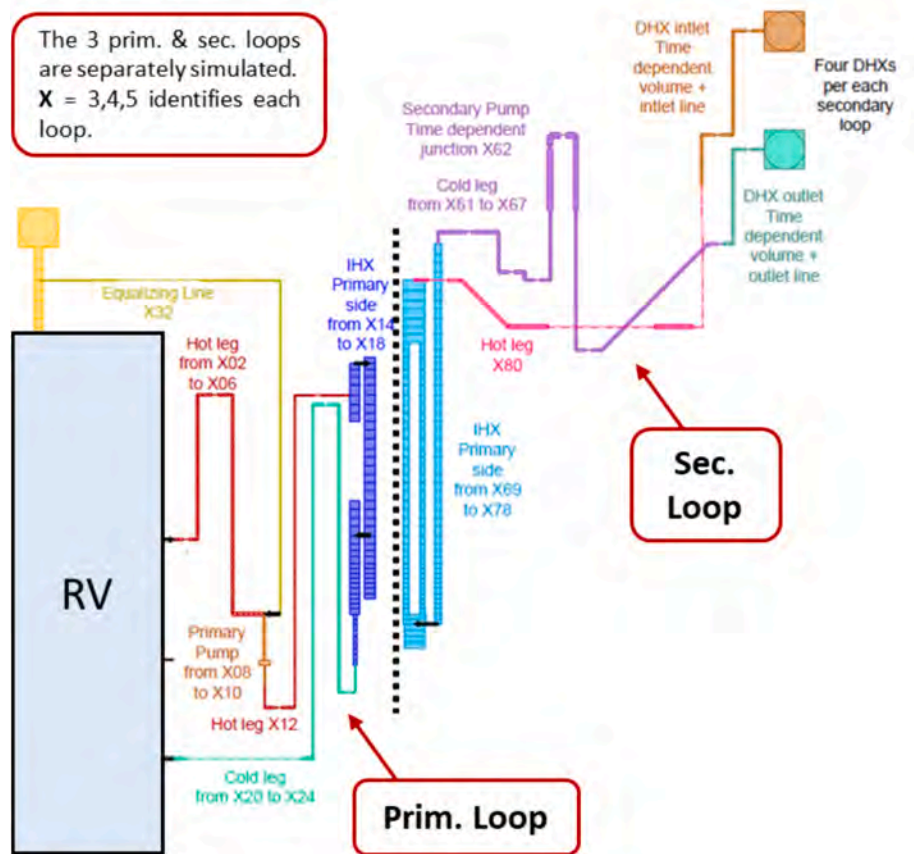 The 3 prim. & sec. loops
are separately simulated.
X = 3,4,5 identifies each
loop.
DHX intlet
Time
dependent
volume +
intlet line
Four DHXs
per each
secondary
loop
Secondary Pump
Time dependent
junction X62
Cold leg
from X61 to X67
DHX outlet
Time
dependent
volume +
outlet line
IHX
Primary
side
from X14
to X18
Equalizing Line
X32
Hot leg
from X02
to X06
Hot leg
X80
IHX
Primary
side
from X69
to X78
Sec.
Loop
RV
Primary
Pump
from X08
to X10
Hot leg X12
Cold leg
from X20 to X24
Prim. Loop